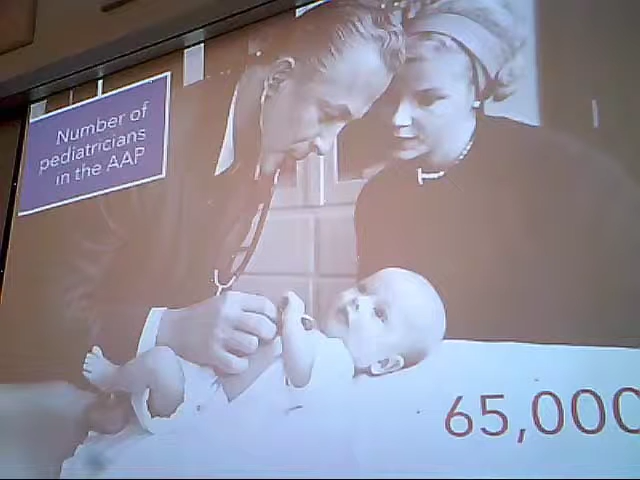 Number of
pediatricians
in the AAP
65,000